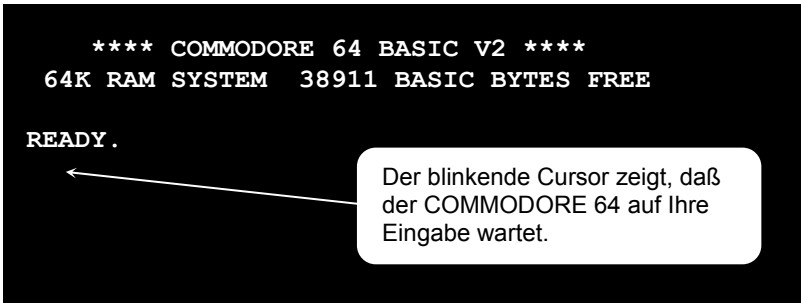 **** COMMODORE 64 BASIC V2 ****
64K RAM SYSTEM 38911 BASIC BYTES FREE
READY.
Der blinkende Cursor zeigt, daß
der COMMODORE 64 auf Ihre
Eingabe wartet.